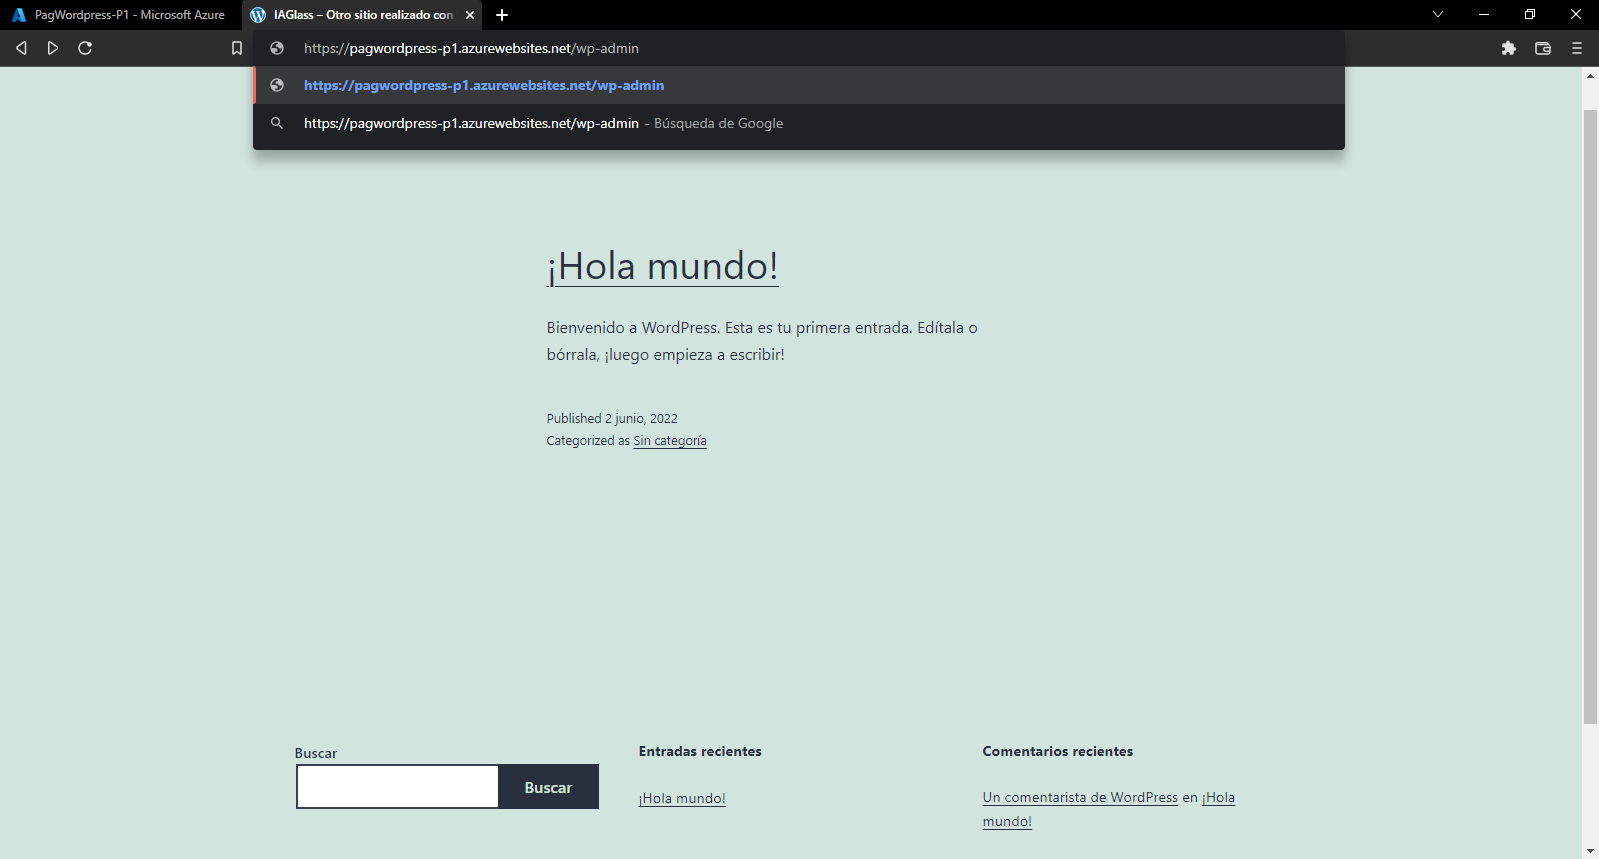 PagWordpress-P1 - Microsoft Azure
IAGlass – Otro sitio realizado con
https://pagwordpress-p1.azurewebsites.net/wp-admin
https://pagwordpress-p1.azurewebsites.net/wp-admin
https://pagwordpress-p1.azurewebsites.net/wp-admin - Búsqueda de Google
¡Hola mundo!
Bienvenido a WordPress. Esta es tu primera entrada. Edítala o
bórrala, ¡luego empieza a escribir!
Published 2 junio, 2022
Categorized as Sin categoría
Buscar
Buscar
Entradas recientes
¡Hola mundo!
Comentarios recientes
Un comentarista de WordPress en ¡Hola
mundo!